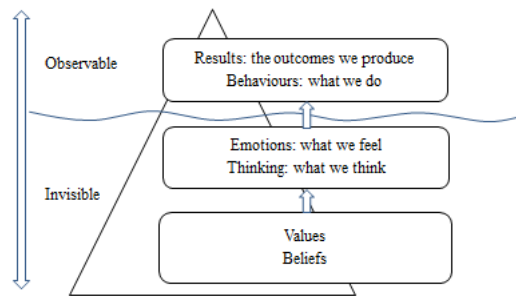 Observable
Results: the outcomes we produce
Behaviours: what we do
Emotions: what we feel
Thinking: what we think
Invisible
Values
Beliefs